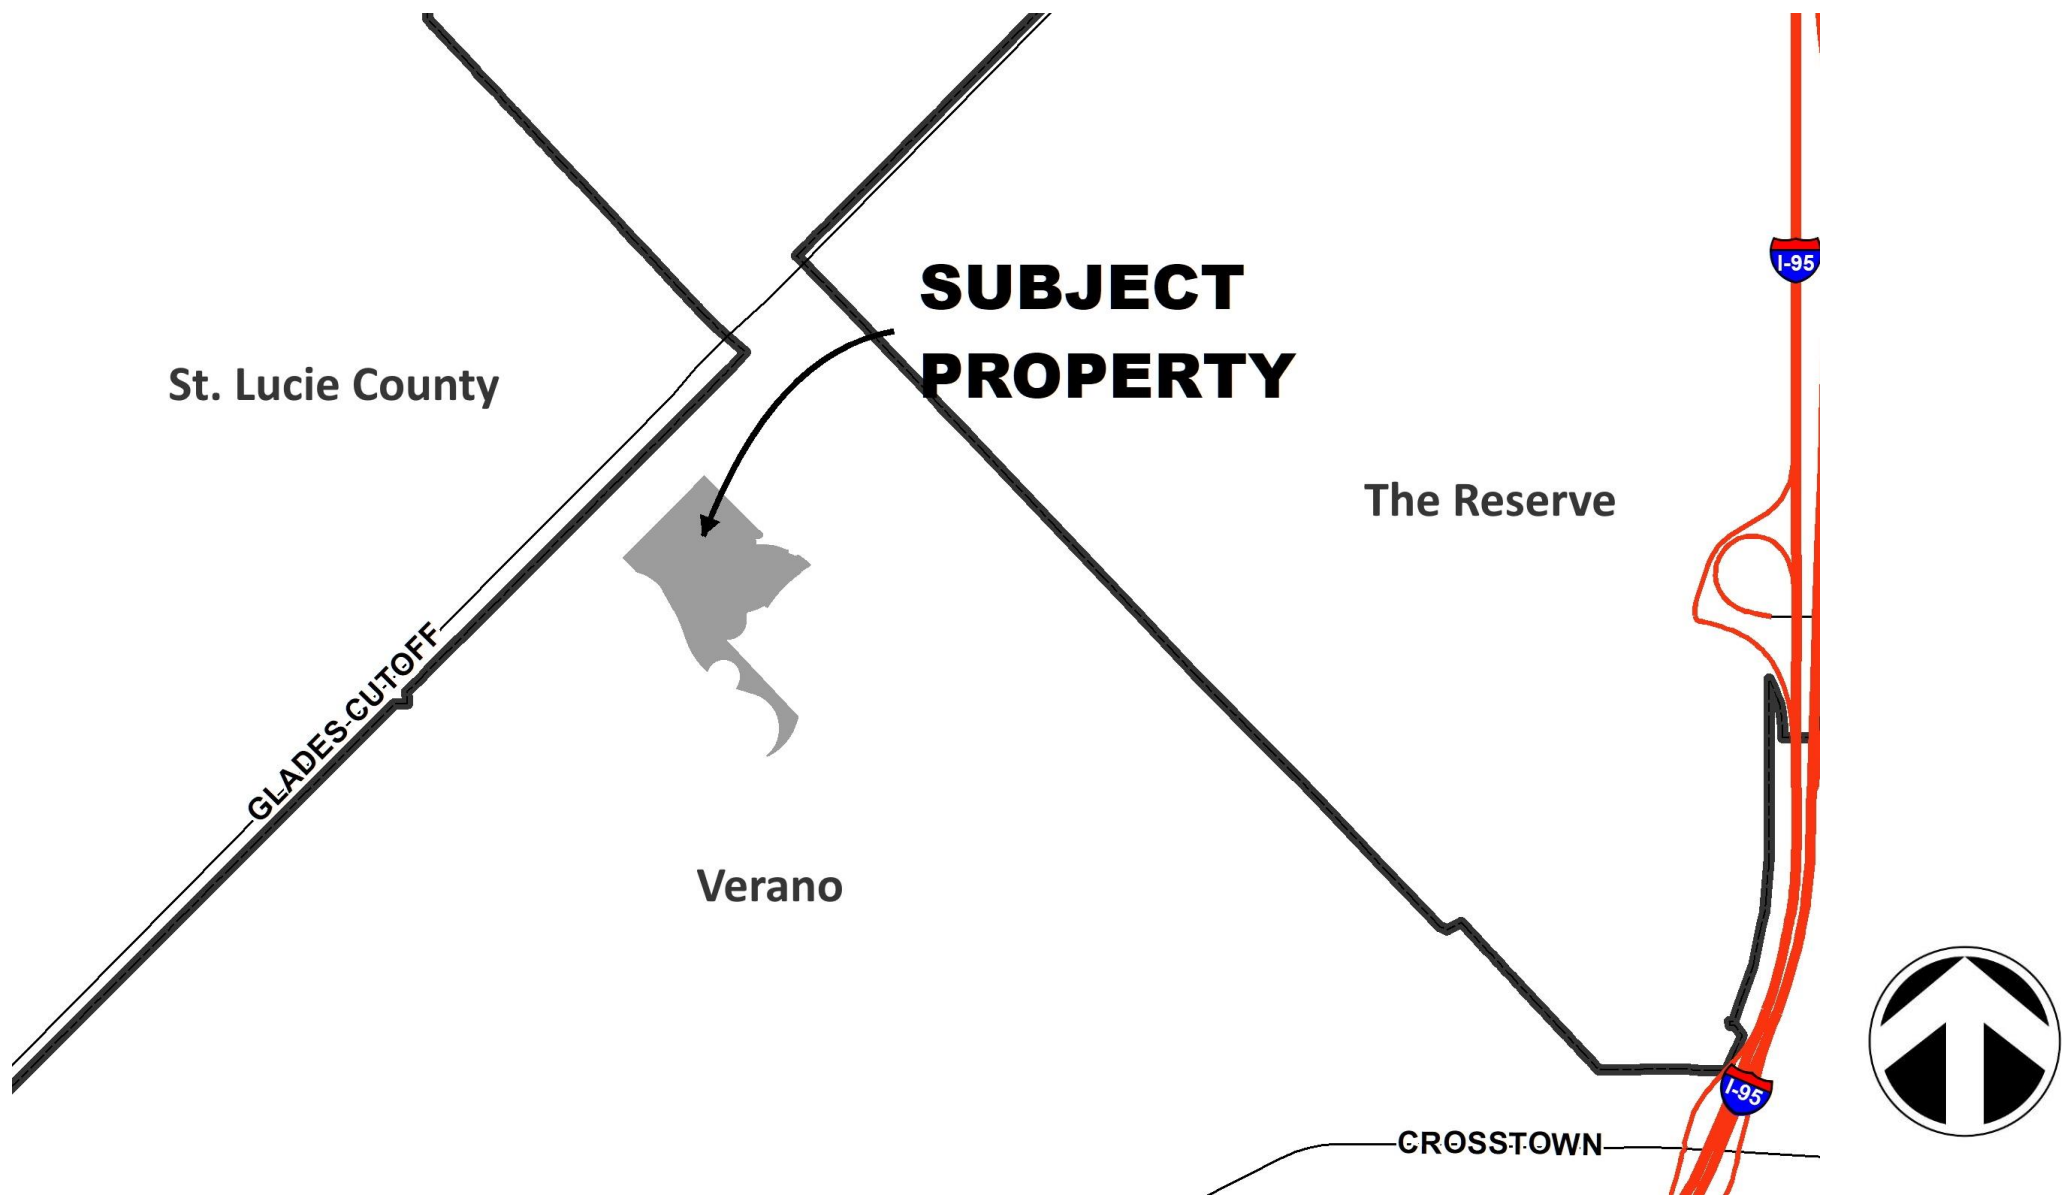 I-95
SUBJECT
PROPERTY
St. Lucie County
The Reserve
GLADES-CUTOFF
Verano
I-95
CROSSTOWN